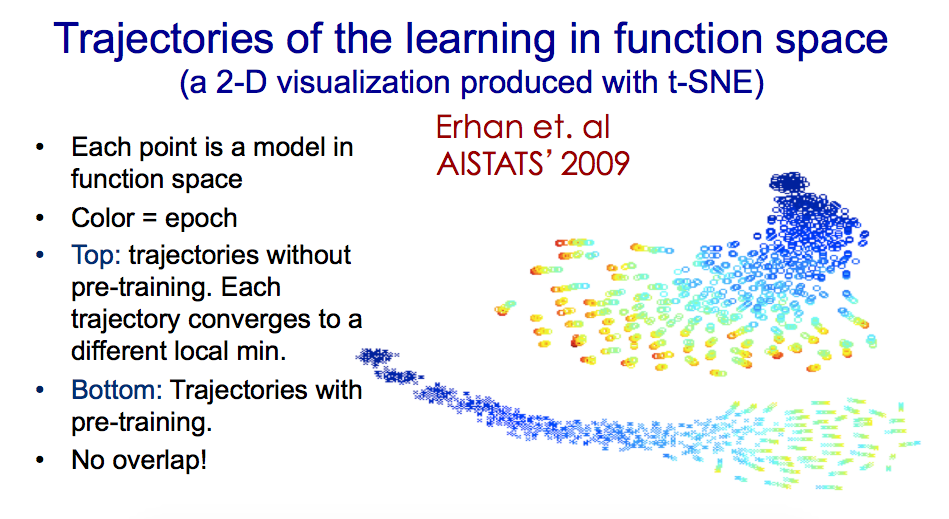 Trajectories of the learning in function space
(a 2-D visualization produced with t-SNE)
Erhan et. al
AISTATS’ 2009
• Each point is a model in
function space
• Color = epoch
• Top: trajectories without
pre-training. Each
trajectory converges to a
different local min.
• Bottom: Trajectories with
pre-training.
• No overlap!